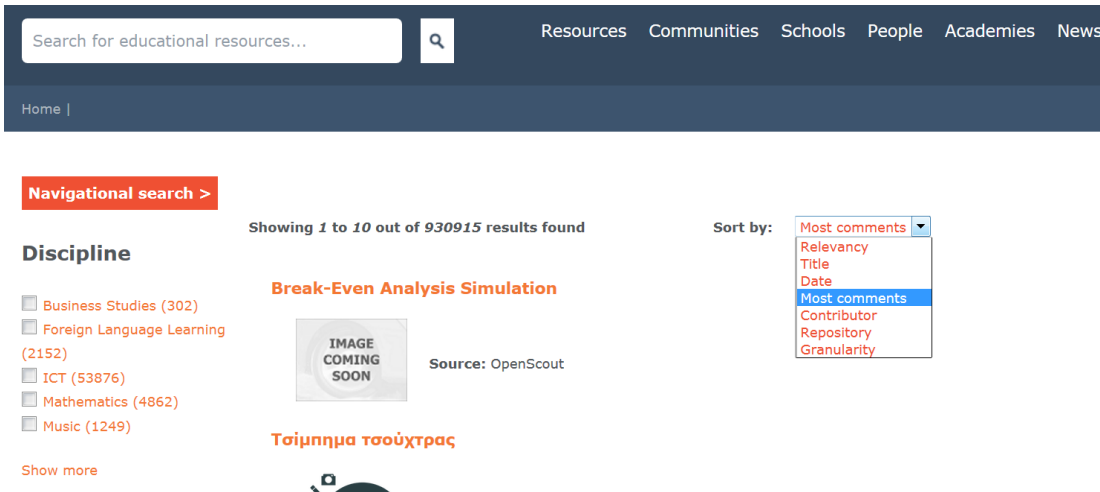 Search for educational resources...
Resources Communities Schools People Academies News
Home |
Navigational search >
Showing 1 to 10 out of 930915 results found
Sort by:
Most comments
Relevancy
Title
Date
Most comments
Contributor
Repository
Granularity
Discipline
Business Studies (302)
Foreign Language Learning
(2152)
ICT (53876)
Mathematics (4862)
Music (1249)
Show more
Break-Even Analysis Simulation
IMAGE
COMING
SOON
Source: OpenScout
Τσίμπημα τσούχτρας